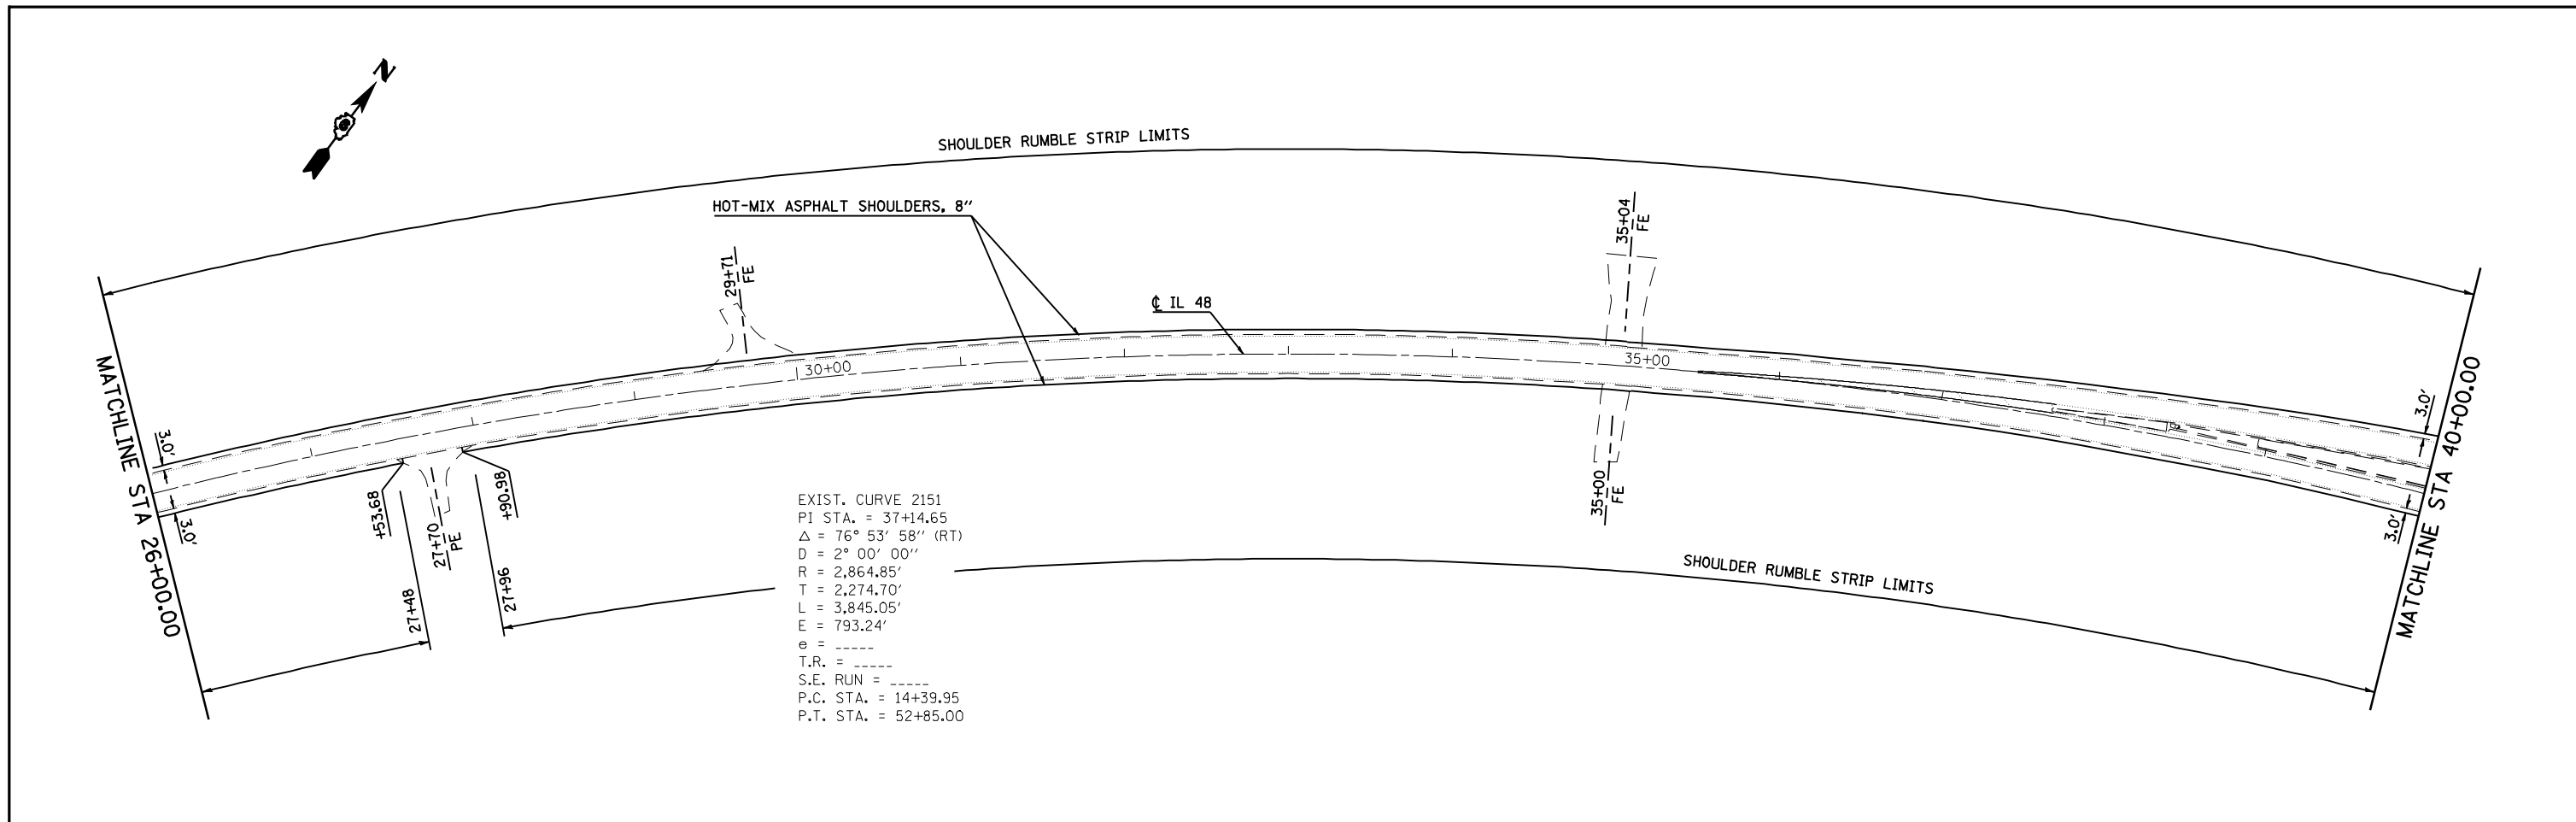 N
SHOULDER RUMBLE STRIP LIMITS
HOT-MIX ASPHALT SHOULDERS, 8"
29+71
FE
35+04
FE
℄ IL 48
30+00
35+00
MATCHLINE STA 26+00.00
3.0'
3.0'
+53.68
27+70
PE
+90.98
27+48
27+96
35+00
FE
3.0'
3.0'
MATCHLINE STA 40+00.00
EXIST. CURVE 2151
PI STA. = 37+14.65
△ = 76° 53' 58" (RT)
D = 2° 00' 00"
R = 2,864.85'
T = 2,274.70'
L = 3,845.05'
E = 793.24'
e = _____
T.R. = _____
S.E. RUN = _____
P.C. STA. = 14+39.95
P.T. STA. = 52+85.00
SHOULDER RUMBLE STRIP LIMITS